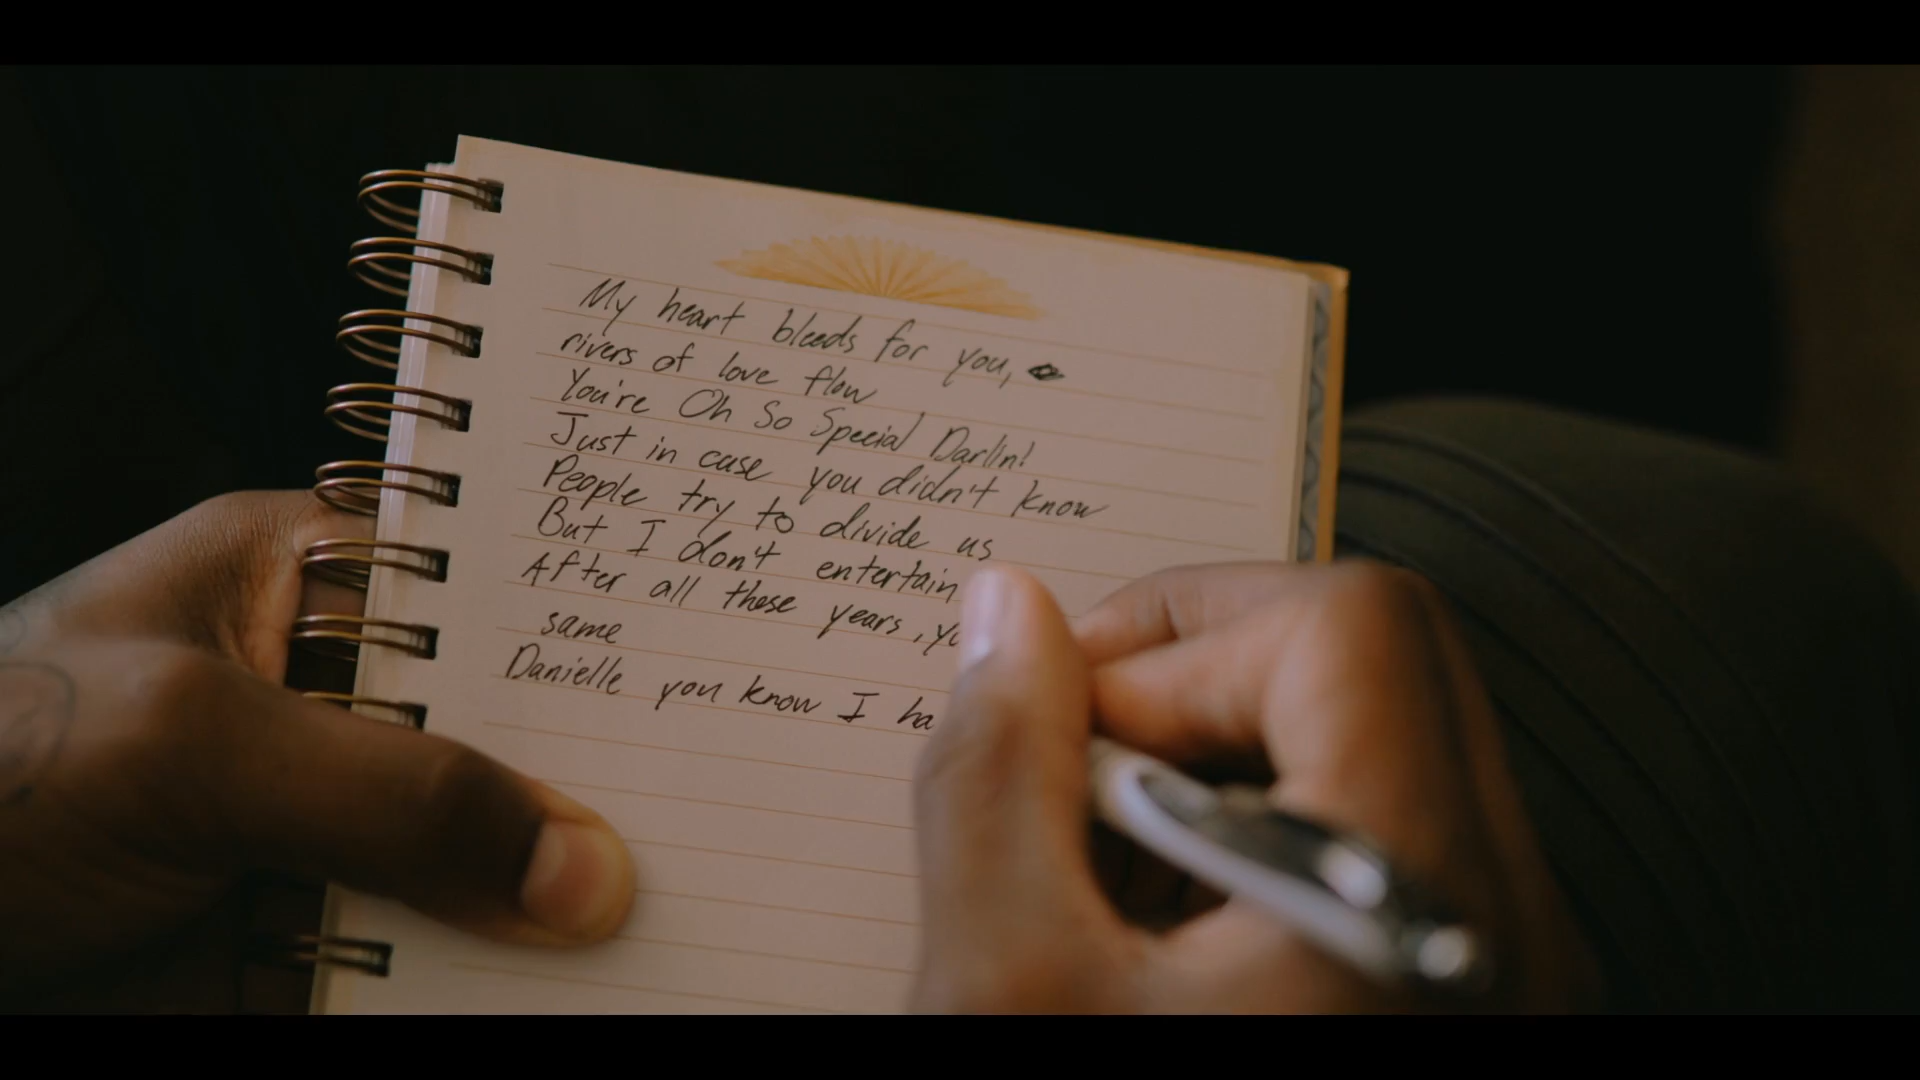 My heart bleeds for you,
rivers of love flow
You're Oh So Special Darlin!
Just in case you didn't know
People try to divide us
But I don't entertain
After all these years,
same
Danielle you know I